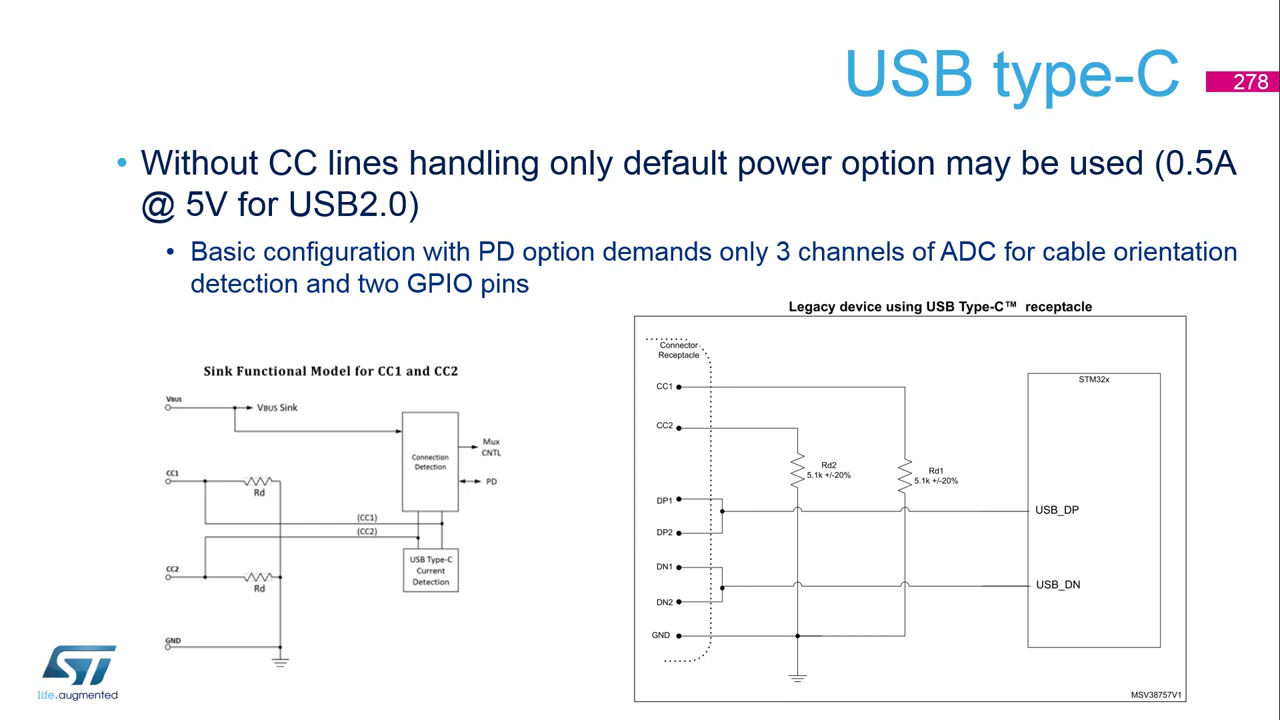 USB type-C
278
• Without CC lines handling only default power option may be used (0.5A
@ 5V for USB2.0)
• Basic configuration with PD option demands only 3 channels of ADC for cable orientation
detection and two GPIO pins
Sink Functional Model for CC1 and CC2
VBUS
VBUS Sink
Connection
Detection
Mux
CNTL
PD
CC1
Rd
(CC1)
(CC2)
USB Type-C
Current
Detection
CC2
Rd
GND
Legacy device using USB Type-C™ receptacle
Connector
Receptacle
STM32x
CC1
CC2
Rd2
5.1k +/-20%
Rd1
5.1k +/-20%
DP1
DP2
USB_DP
DN1
DN2
USB_DN
GND
MSV38757V1
ST
life.augmented